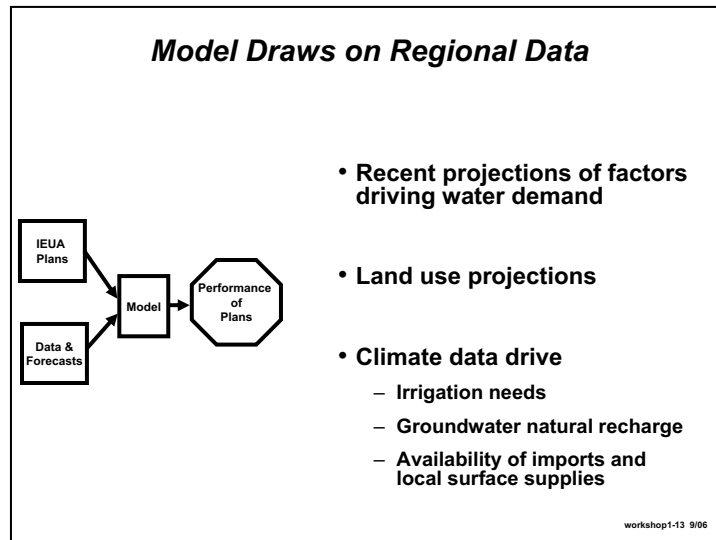 Model Draws on Regional Data
IEUA
Plans
Data &
Forecasts
Model
Performance
of
Plans
• Recent projections of factors
driving water demand
• Land use projections
• Climate data drive
– Irrigation needs
– Groundwater natural recharge
– Availability of imports and
local surface supplies
workshop1-13 9/06